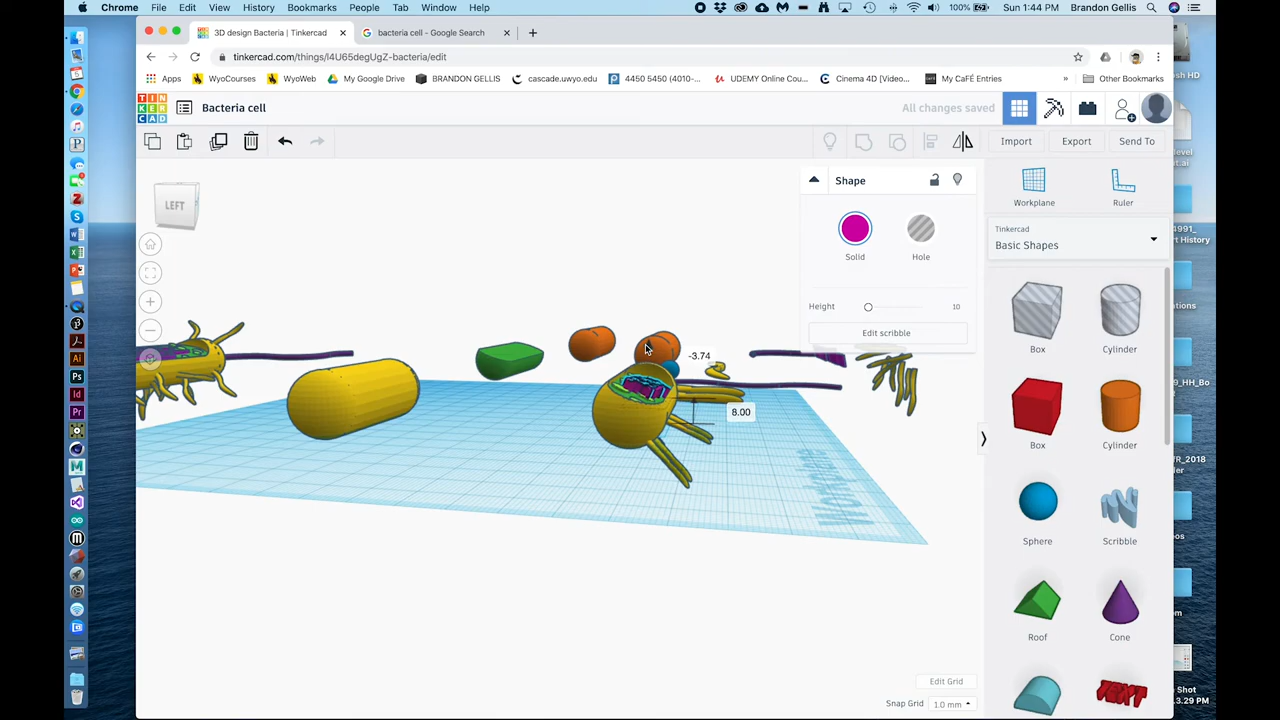 Chrome File Edit View History Bookmarks People Tab Window Help 100% Sun 1:44 PM Brandon Gellis
3D design Bacteria | Tinkercad bacteria cell - Google Search
tinkercad.com/things/l4U65degUgZ-bacteria/edit
Apps WyoCourses WyoWeb My Google Drive BRANDON GELLIS cascade.uwyo.edu 4450 5450 (4010-... UDEMY Online Cou... Cinema 4D [Video... My CaFÉ Entries » Other Bookmarks
TIN
KER
CAD
Bacteria cell
All changes saved
Import Export Send To
LEFT
Shape
Solid Hole
Height 10
Edit scribble
-3.74
8.00
Workplane Ruler
Tinkercad
Basic Shapes
Cylinder
Box Cylinder
Sphere Scribble
Roof Cone
Edit Grid
Snap Grid